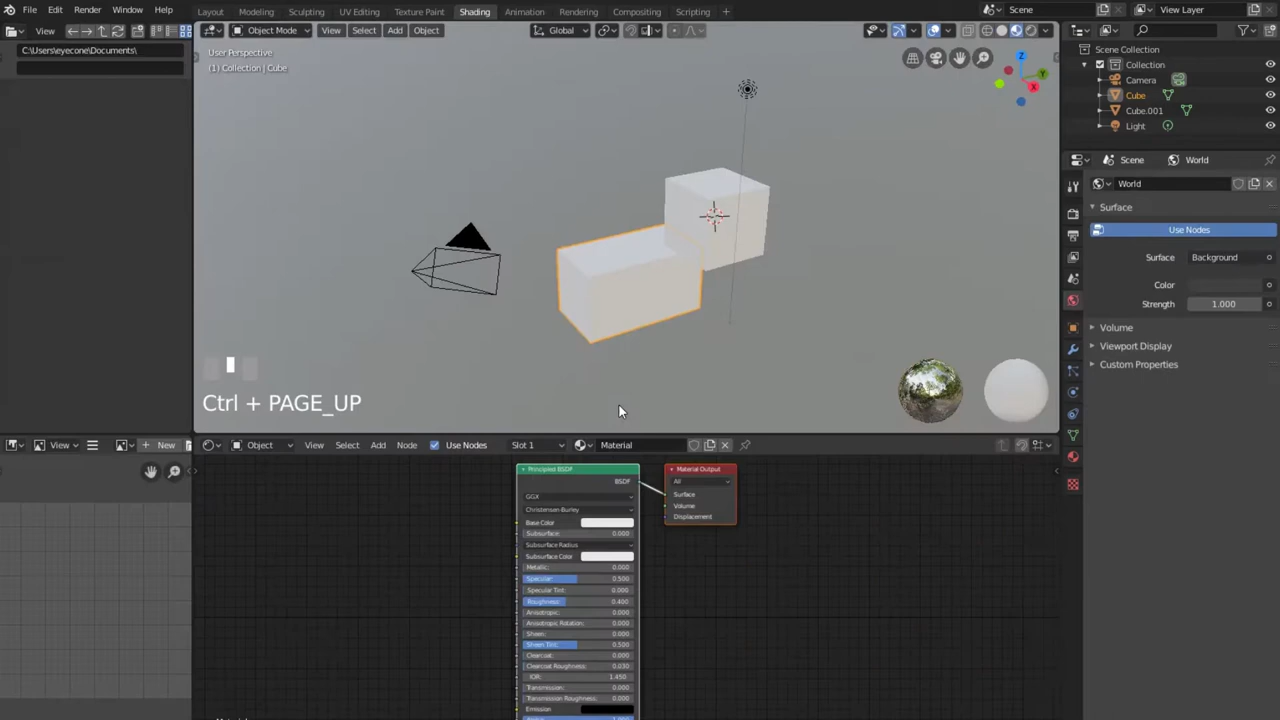 File Edit Render Window Help
Layout Modeling Sculpting UV Editing Texture Paint Shading Animation Rendering Compositing Scripting
Scene
View Layer
Object Mode View Select Add Object
Global
C:\Users\eyecone\Documents\
User Perspective
(1) Collection | Cube
Z
Y
X
Ctrl + PAGE_UP
Scene Collection
Collection
Camera
Cube
Cube.001
Light
Scene World
World
Surface
Use Nodes
Surface Background
Color
Strength 1.000
Volume
Viewport Display
Custom Properties
View New
Object View Select Add Node Use Nodes Slot 1 Material
Principled BSDF
BSDF
GGX
Christensen-Burley
Base Color
Subsurface: 0.000
Subsurface Radius
Subsurface Color
Metallic: 0.000
Specular: 0.500
Specular Tint: 0.000
Roughness: 0.400
Anisotropic: 0.000
Anisotropic Rotation: 0.000
Sheen: 0.000
Sheen Tint: 0.500
Clearcoat: 0.000
Clearcoat Roughness: 0.030
IOR: 1.450
Transmission: 0.000
Transmission Roughness: 0.000
Emission
Material Output
All
Surface
Volume
Displacement